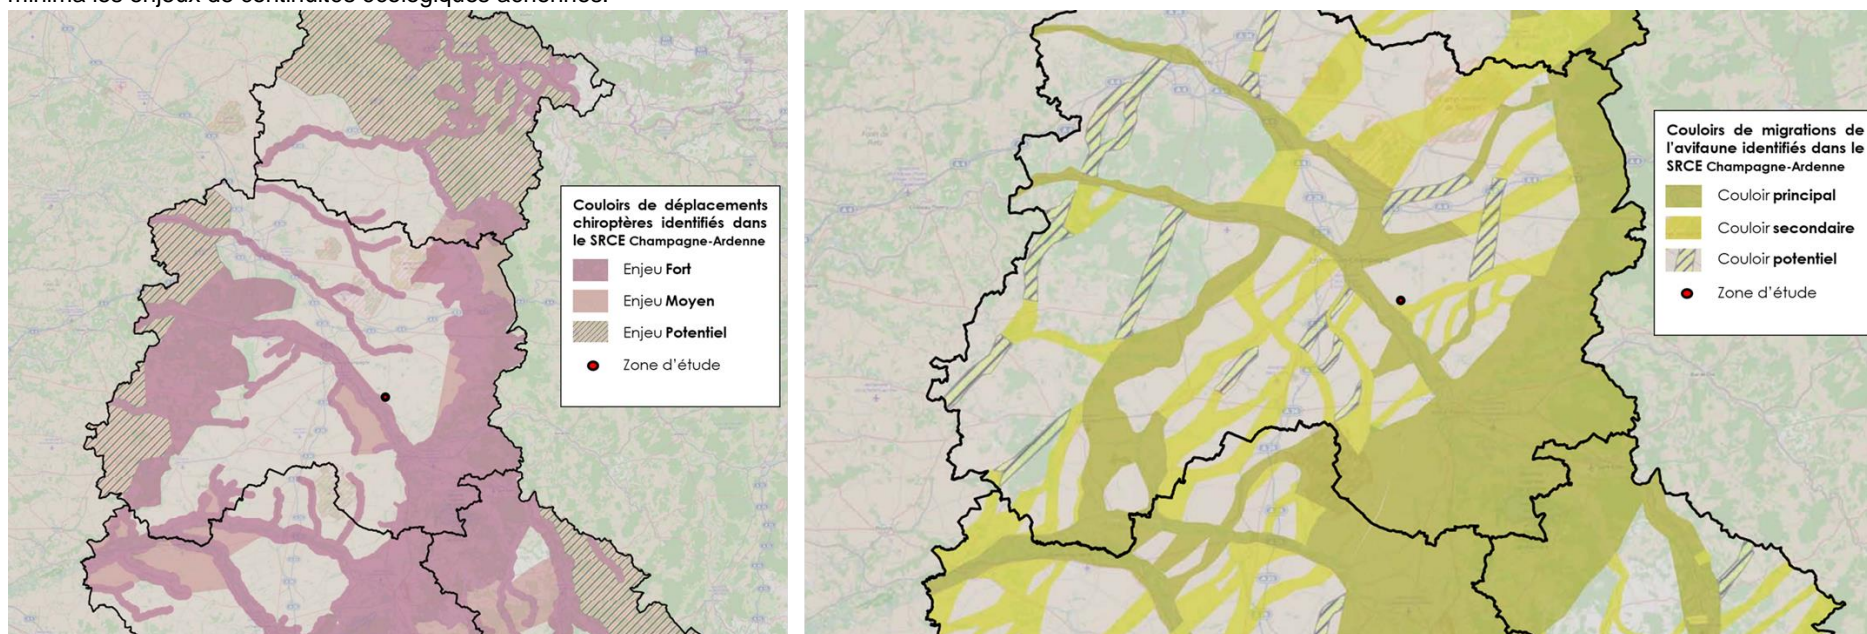 minima les enjeux de continuités écologiques aériennes.
Couloirs de déplacements
chiroptères identifiés dans
le SRCE Champagne-Ardenne
Enjeu Fort
Enjeu Moyen
Enjeu Potentiel
Zone d'étude
Couloirs de migrations de
l'avifaune identifiés dans le
SRCE Champagne-Ardenne
Couloir principal
Couloir secondaire
Couloir potentiel
Zone d'étude